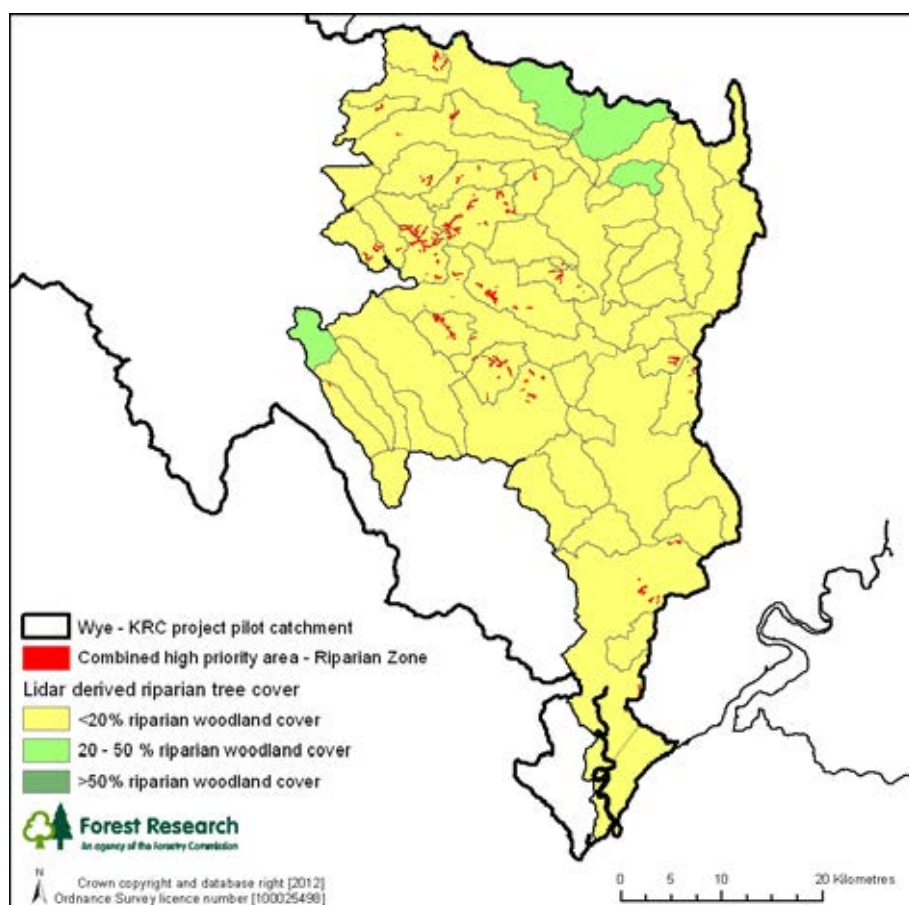 Wye - KRC project pilot catchment
Combined high priority area - Riparian Zone
Lidar derived riparian tree cover
<20% riparian woodland cover
20 - 50 % riparian woodland cover
>50% riparian woodland cover
Forest Research
An agency of the Forestry Commission
N
Crown copyright and database right [2012]
Ordnance Survey licence number [100025498]
0 5 10 20 Kilometres